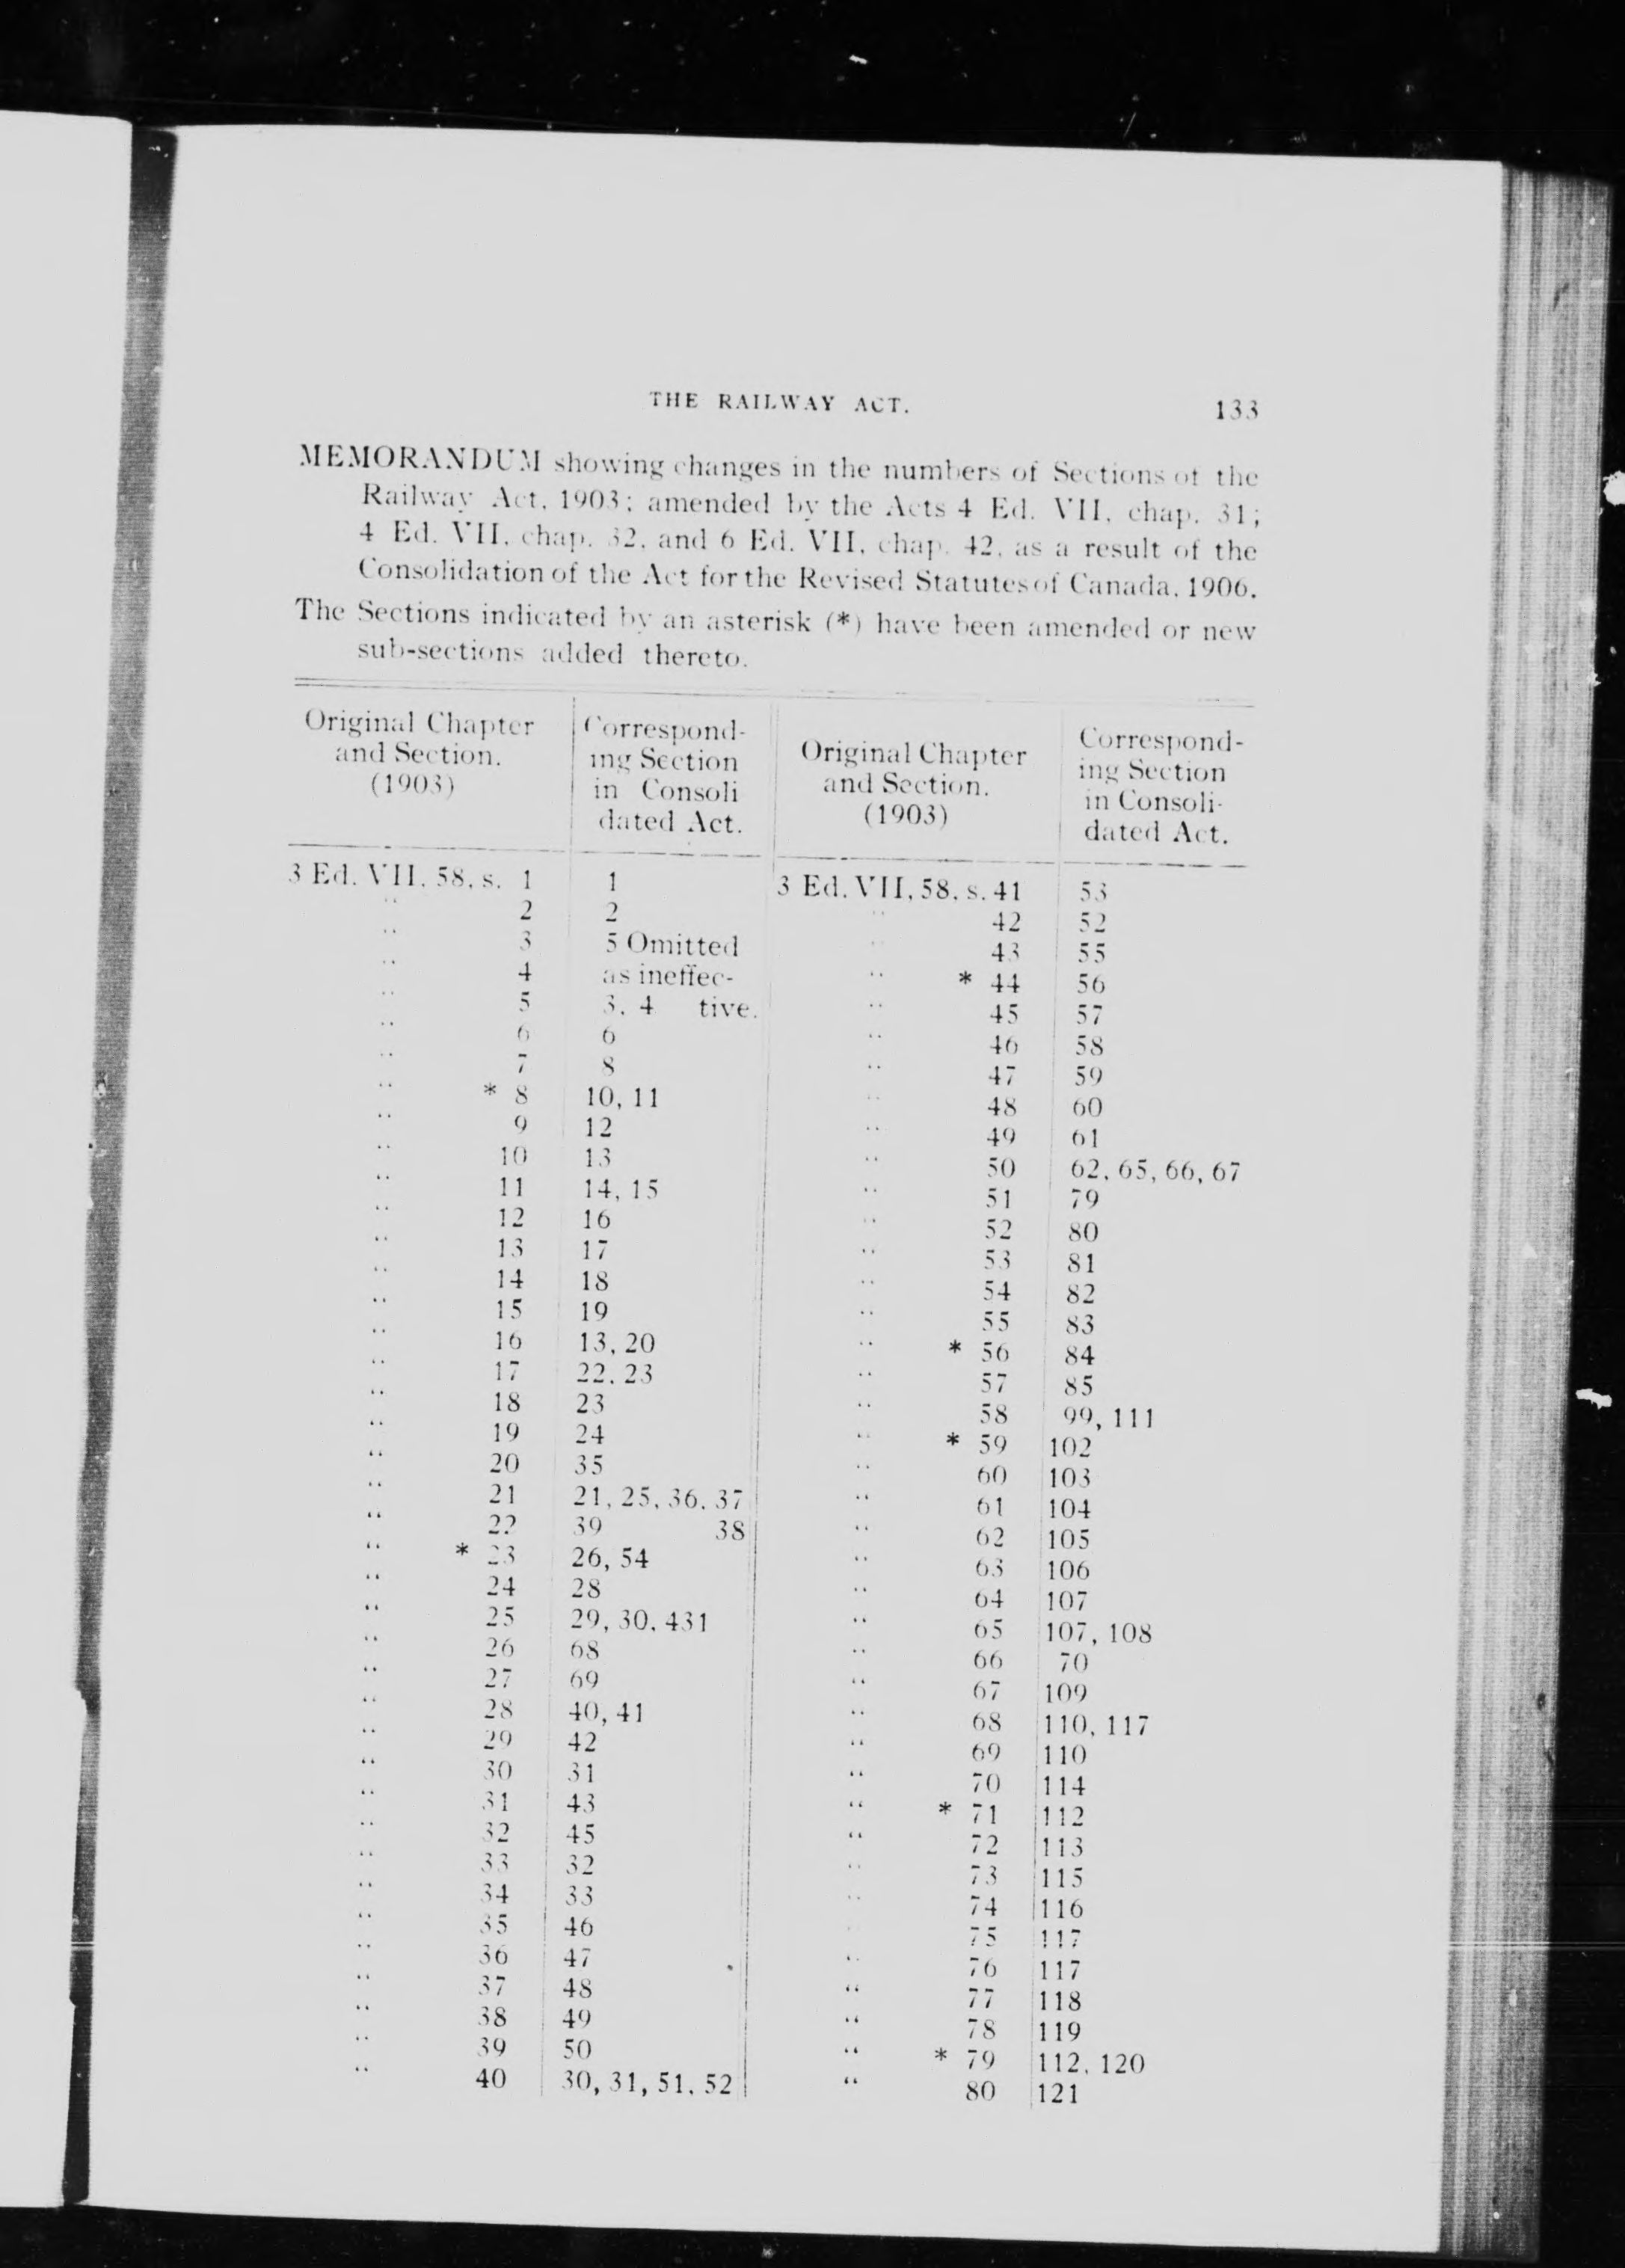 THE RAILWAY ACT. 133
MEMORANDUM showing changes in the numbers of Sections of the
Railway Act, 1903; amended by the Acts 4 Ed. VII, chap. 31;
4 Ed. VII, chap. 32, and 6 Ed. VII, chap. 42, as a result of the
Consolidation of the Act for the Revised Statutes of Canada, 1906.
The Sections indicated by an asterisk (*) have been amended or new
sub-sections added thereto.
Original Chapter
and Section.
(1903)
Correspond-
ing Section
in Consoli
dated Act.
Original Chapter
and Section.
(1903)
Correspond-
ing Section
in Consoli-
dated Act.
3 Ed. VII. 58, s. 1 1
" 2 2
" 3 5 Omitted
" 4 as ineffec-
" 5 3, 4 tive.
" 6 6
" 7 8
" * 8 10, 11
" 9 12
" 10 13
" 11 14, 15
" 12 16
" 13 17
" 14 18
" 15 19
" 16 13, 20
" 17 22, 23
" 18 23
" 19 24
" 20 35
" 21 21, 25, 36, 37
" 22 39 38
" * 23 26, 54
" 24 28
" 25 29, 30, 431
" 26 68
" 27 69
" 28 40, 41
" 29 42
" 30 31
" 31 43
" 32 45
" 33 32
" 34 33
" 35 46
" 36 47
" 37 48
" 38 49
" 39 50
" 40 30, 31, 51, 52
3 Ed. VII, 58, s. 41 53
" 42 52
" 43 55
" * 44 56
" 45 57
" 46 58
" 47 59
" 48 60
" 49 61
" 50 62, 65, 66, 67
" 51 79
" 52 80
" 53 81
" 54 82
" 55 83
" * 56 84
" 57 85
" 58 99, 111
" * 59 102
" 60 103
" 61 104
" 62 105
" 63 106
" 64 107
" 65 107, 108
" 66 70
" 67 109
" 68 110, 117
" 69 110
" 70 114
" * 71 112
" 72 113
" 73 115
" 74 116
" 75 117
" 76 117
" 77 118
" 78 119
" * 79 112, 120
" 80 121